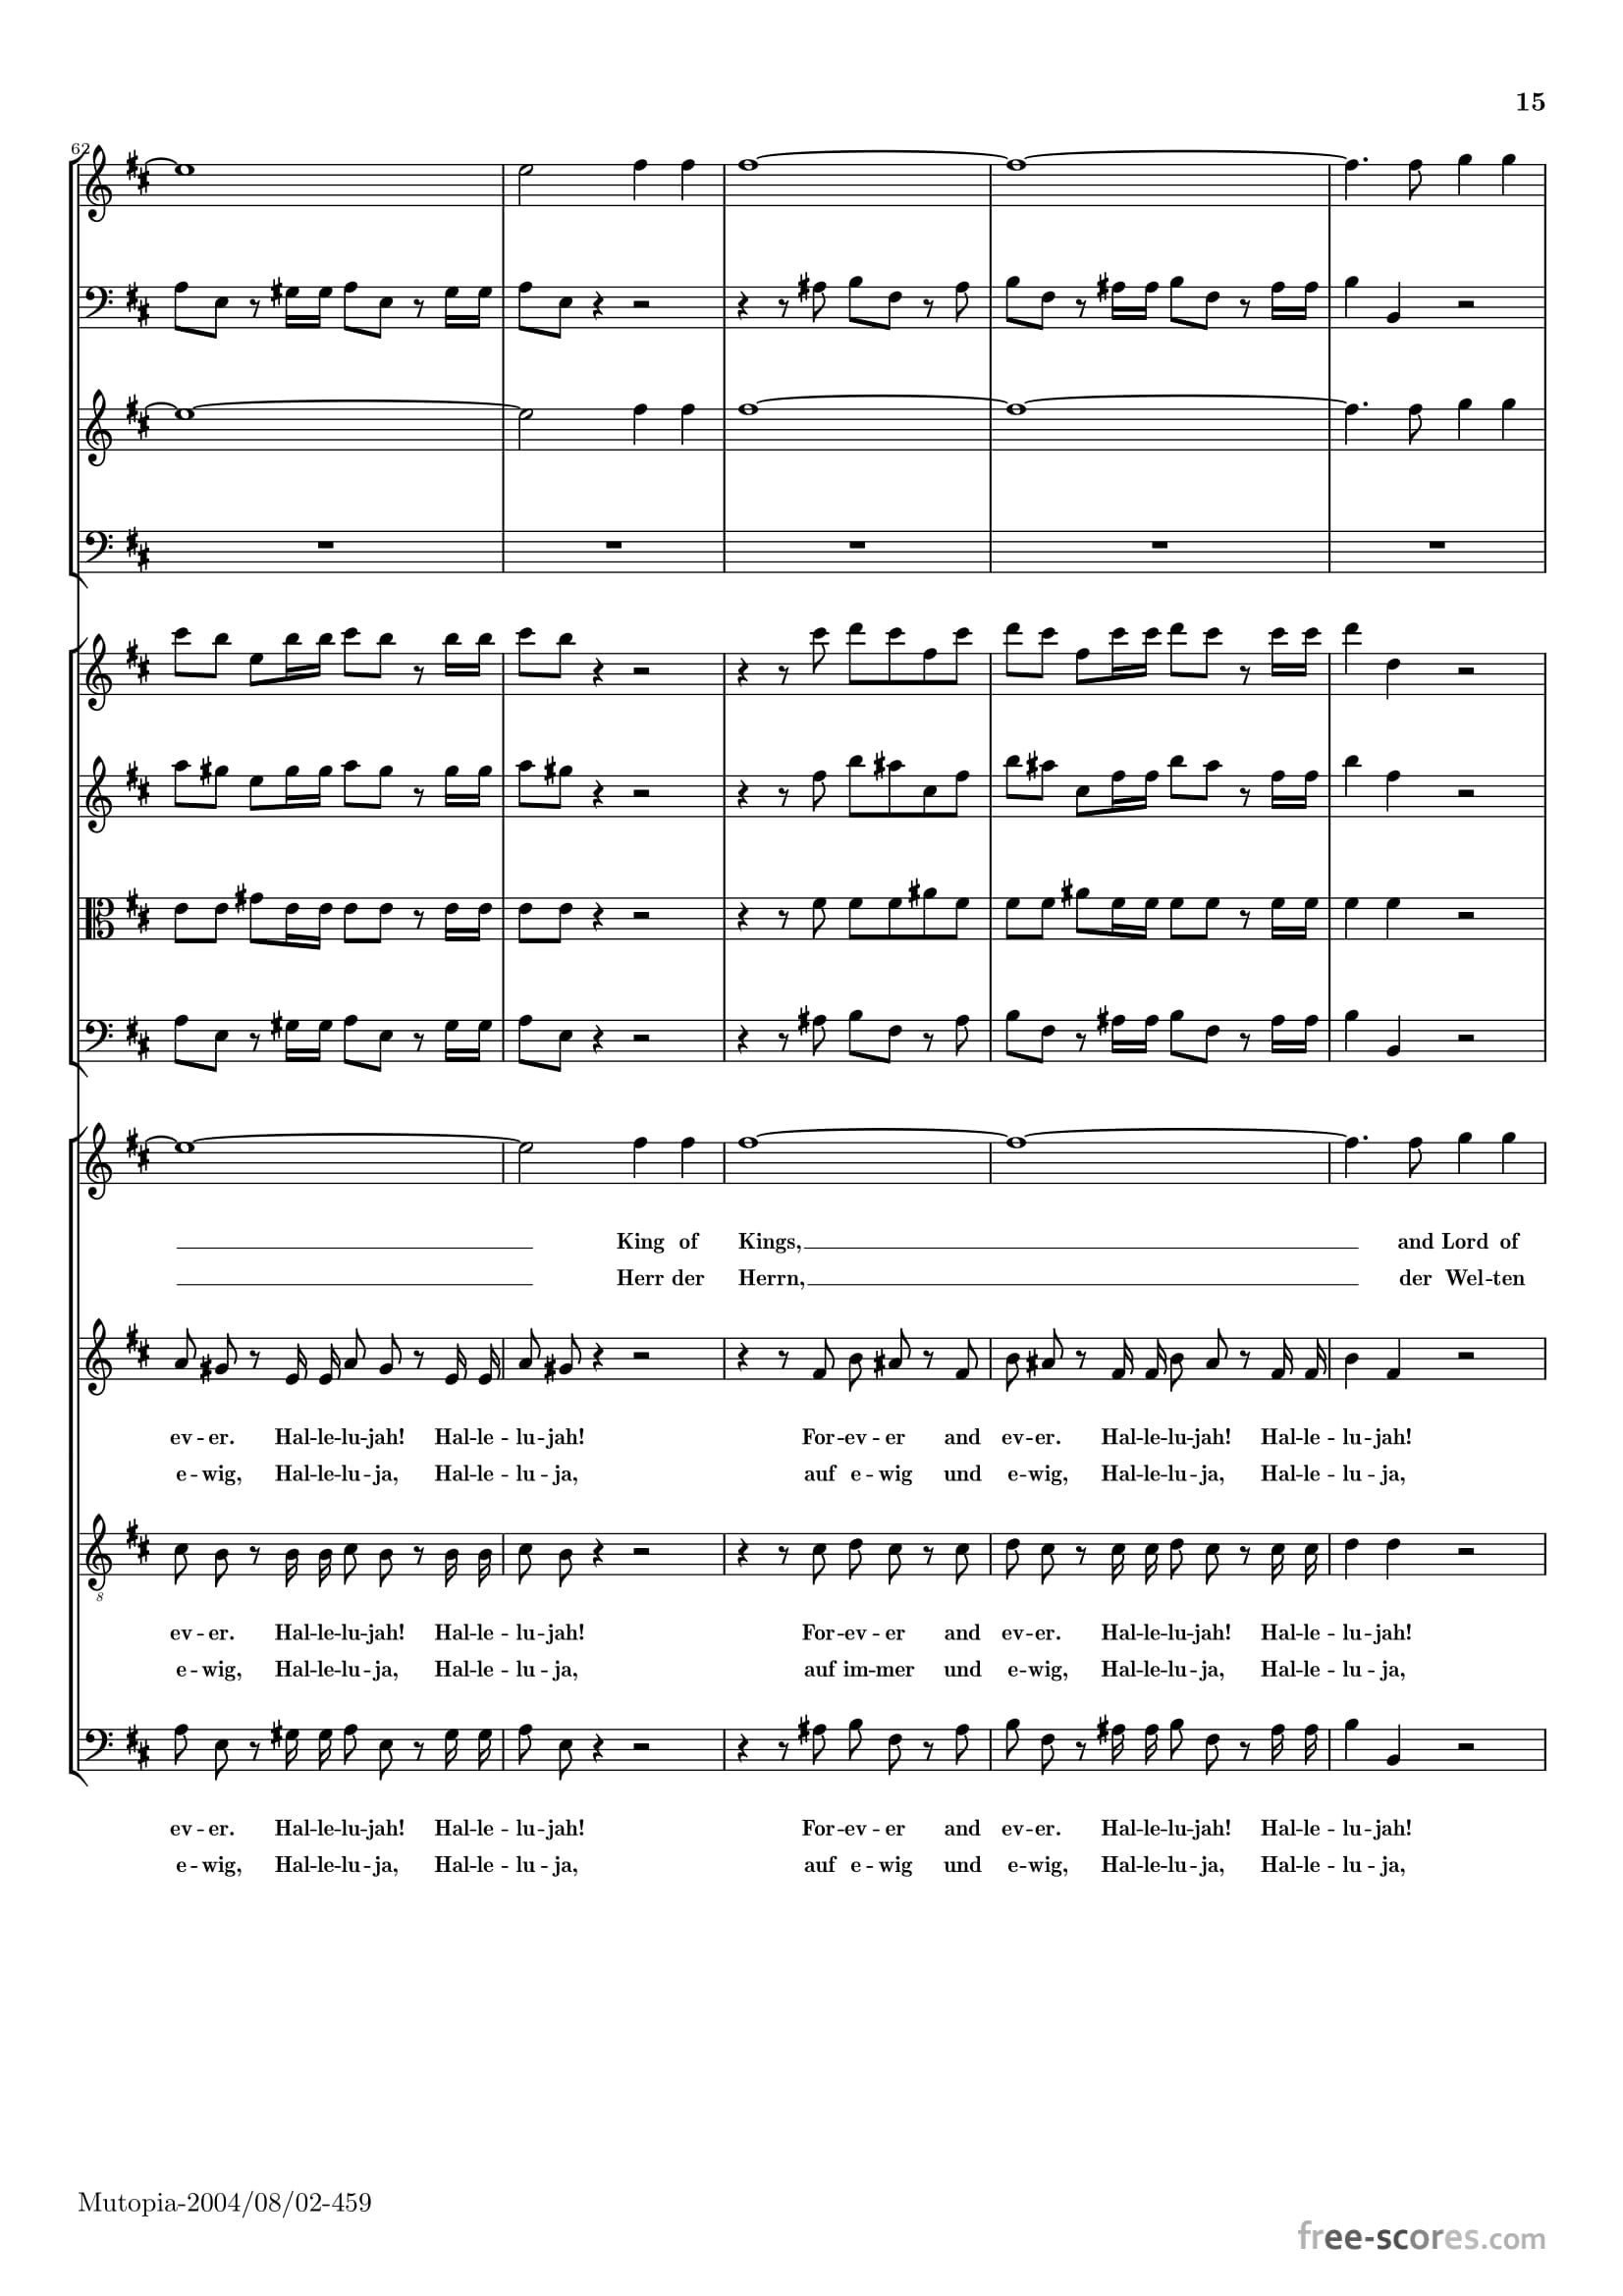 15
62
King of Kings, and Lord of
Herr der Herrn, der Wel -- ten
ev -- er. Hal -- le -- lu -- jah! Hal -- le -- lu -- jah! For -- ev -- er and ev -- er. Hal -- le -- lu -- jah! Hal -- le -- lu -- jah!
e -- wig, Hal -- le -- lu -- ja, Hal -- le -- lu -- ja, auf e -- wig und e -- wig, Hal -- le -- lu -- ja, Hal -- le -- lu -- ja,
8
ev -- er. Hal -- le -- lu -- jah! Hal -- le -- lu -- jah! For -- ev -- er and ev -- er. Hal -- le -- lu -- jah! Hal -- le -- lu -- jah!
e -- wig, Hal -- le -- lu -- ja, Hal -- le -- lu -- ja, auf im -- mer und e -- wig, Hal -- le -- lu -- ja, Hal -- le -- lu -- ja,
ev -- er. Hal -- le -- lu -- jah! Hal -- le -- lu -- jah! For -- ev -- er and ev -- er. Hal -- le -- lu -- jah! Hal -- le -- lu -- jah!
e -- wig, Hal -- le -- lu -- ja, Hal -- le -- lu -- ja, auf e -- wig und e -- wig, Hal -- le -- lu -- ja, Hal -- le -- lu -- ja,
Mutopia-2004/08/02-459
free-scores.com